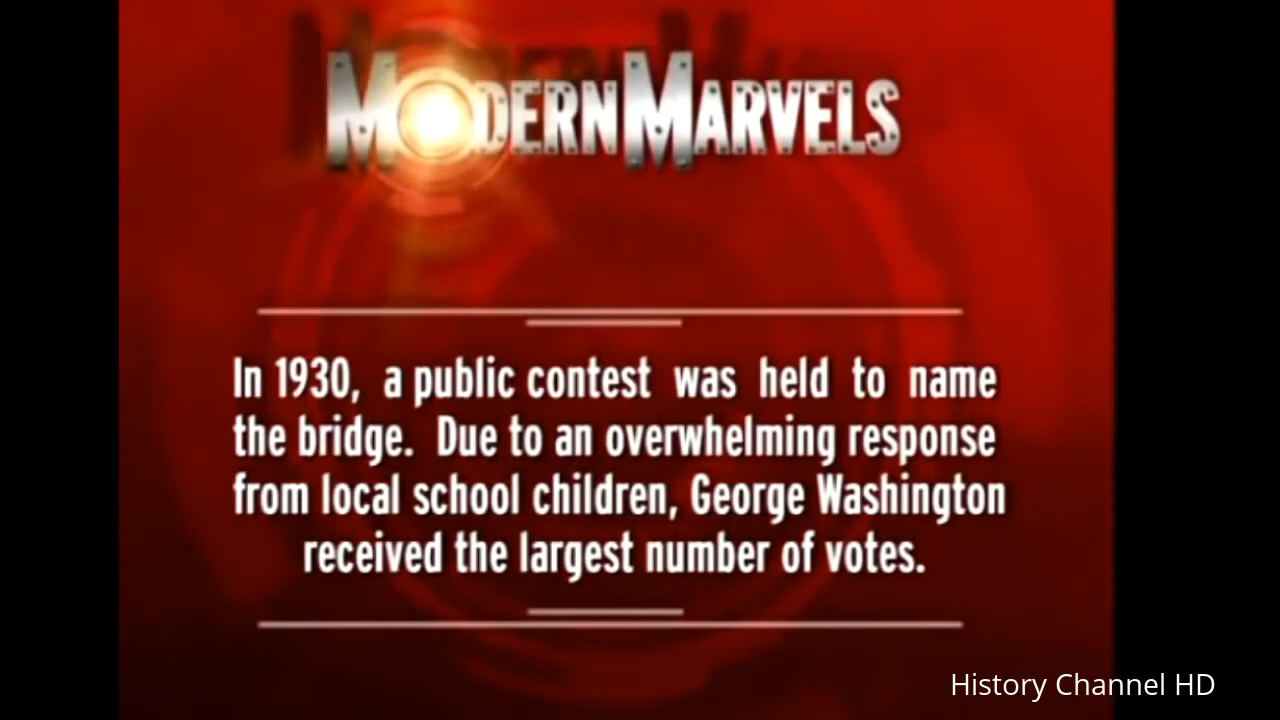 MODERN MARVELS
In 1930, a public contest was held to name
the bridge. Due to an overwhelming response
from local school children, George Washington
received the largest number of votes.
History Channel HD